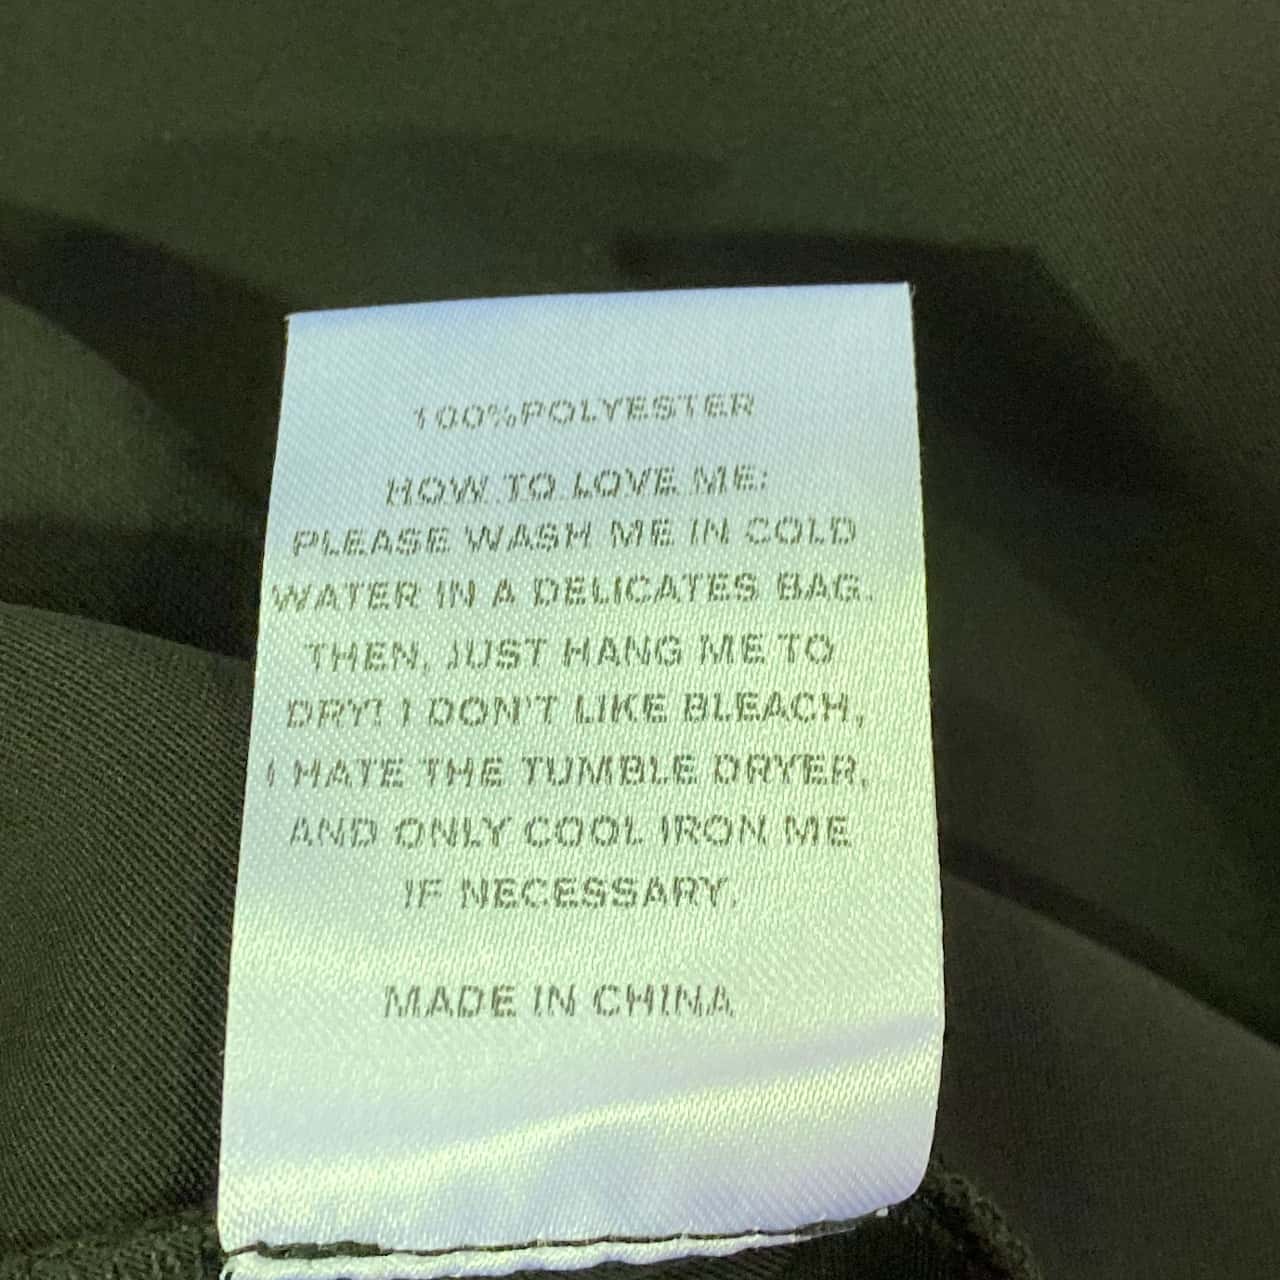 100%POLYESTER
HOW TO LOVE ME:
PLEASE WASH ME IN COLD
WATER IN A DELICATES BAG.
THEN, JUST HANG ME TO
DRY! I DON'T LIKE BLEACH,
I HATE THE TUMBLE DRYER,
AND ONLY COOL IRON ME
IF NECESSARY.
MADE IN CHINA